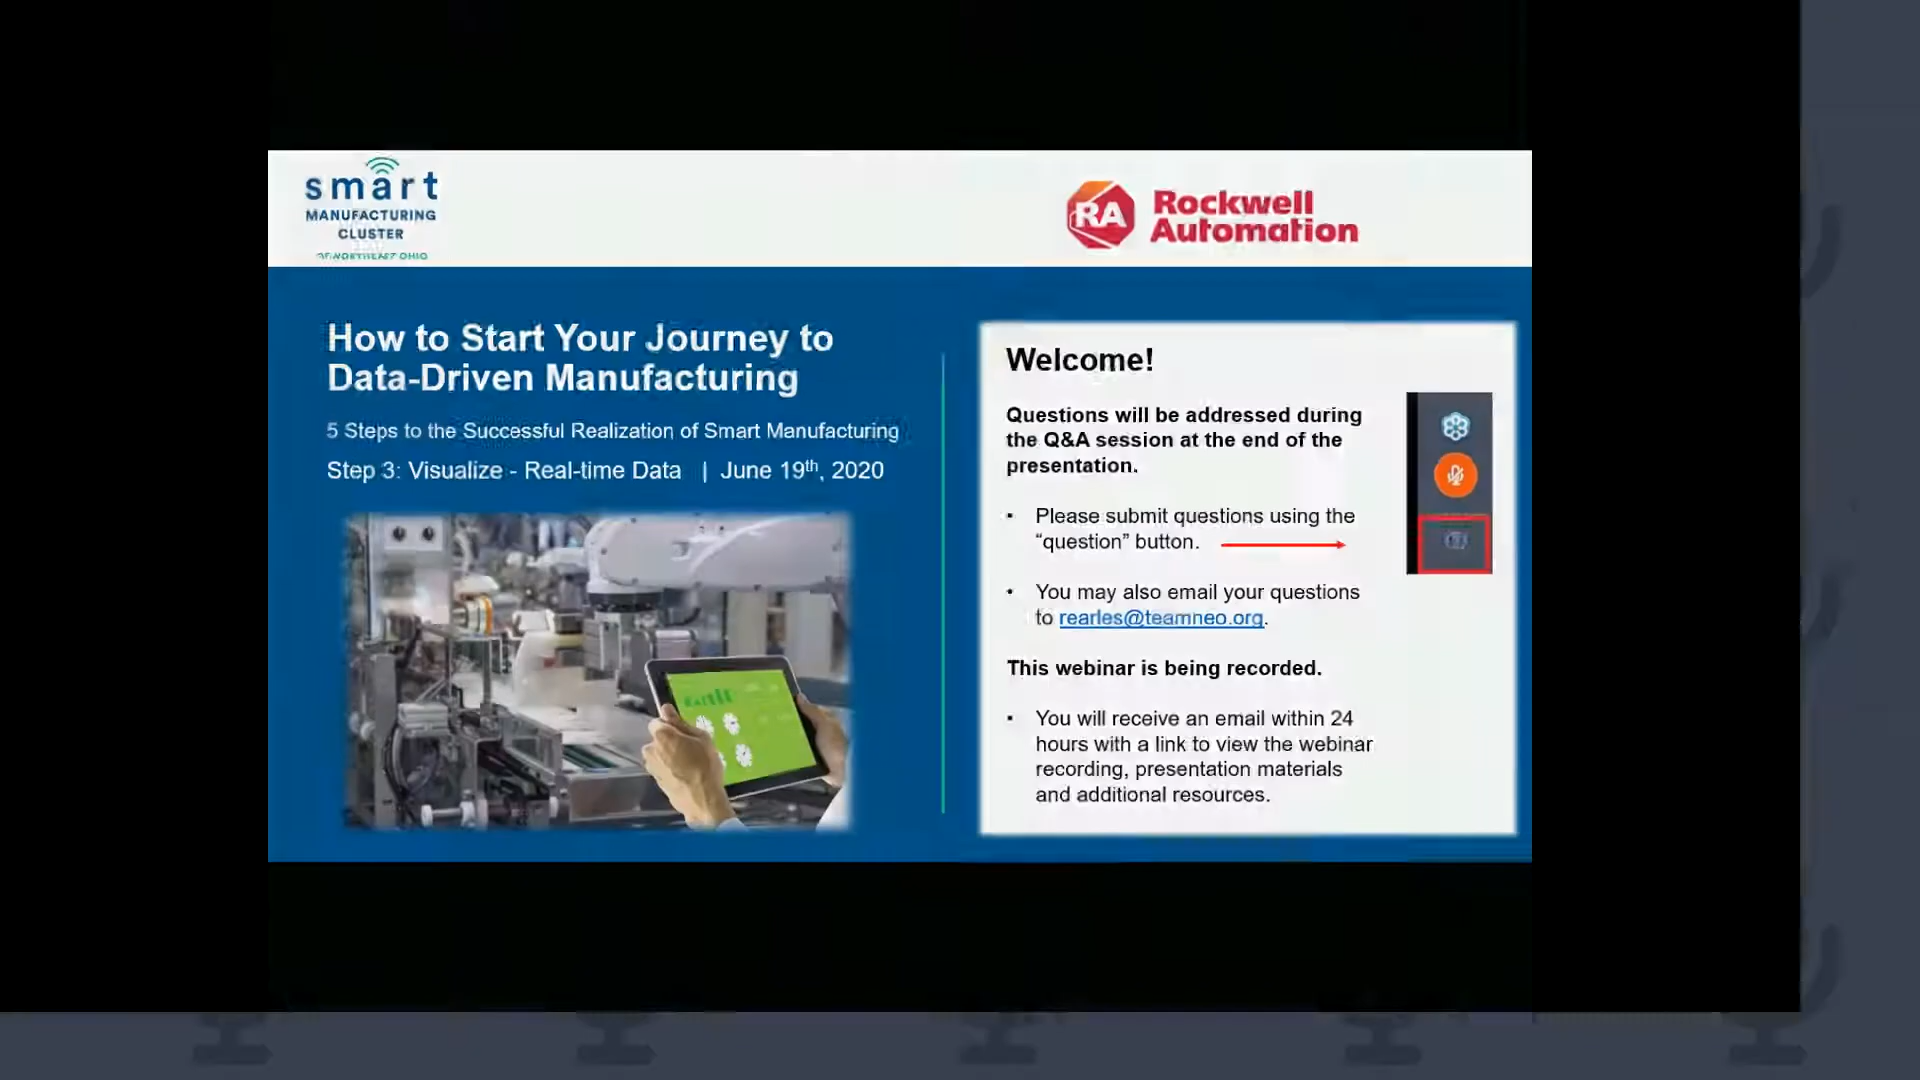 smart
MANUFACTURING
CLUSTER
OF NORTHEAST OHIO
RA
Rockwell
Automation
How to Start Your Journey to
Data-Driven Manufacturing
5 Steps to the Successful Realization of Smart Manufacturing
Step 3: Visualize - Real-time Data | June 19th, 2020
Welcome!
Questions will be addressed during
the Q&A session at the end of the
presentation.
• Please submit questions using the
“question” button.
• You may also email your questions
to rearles@teamneo.org.
This webinar is being recorded.
• You will receive an email within 24
hours with a link to view the webinar
recording, presentation materials
and additional resources.